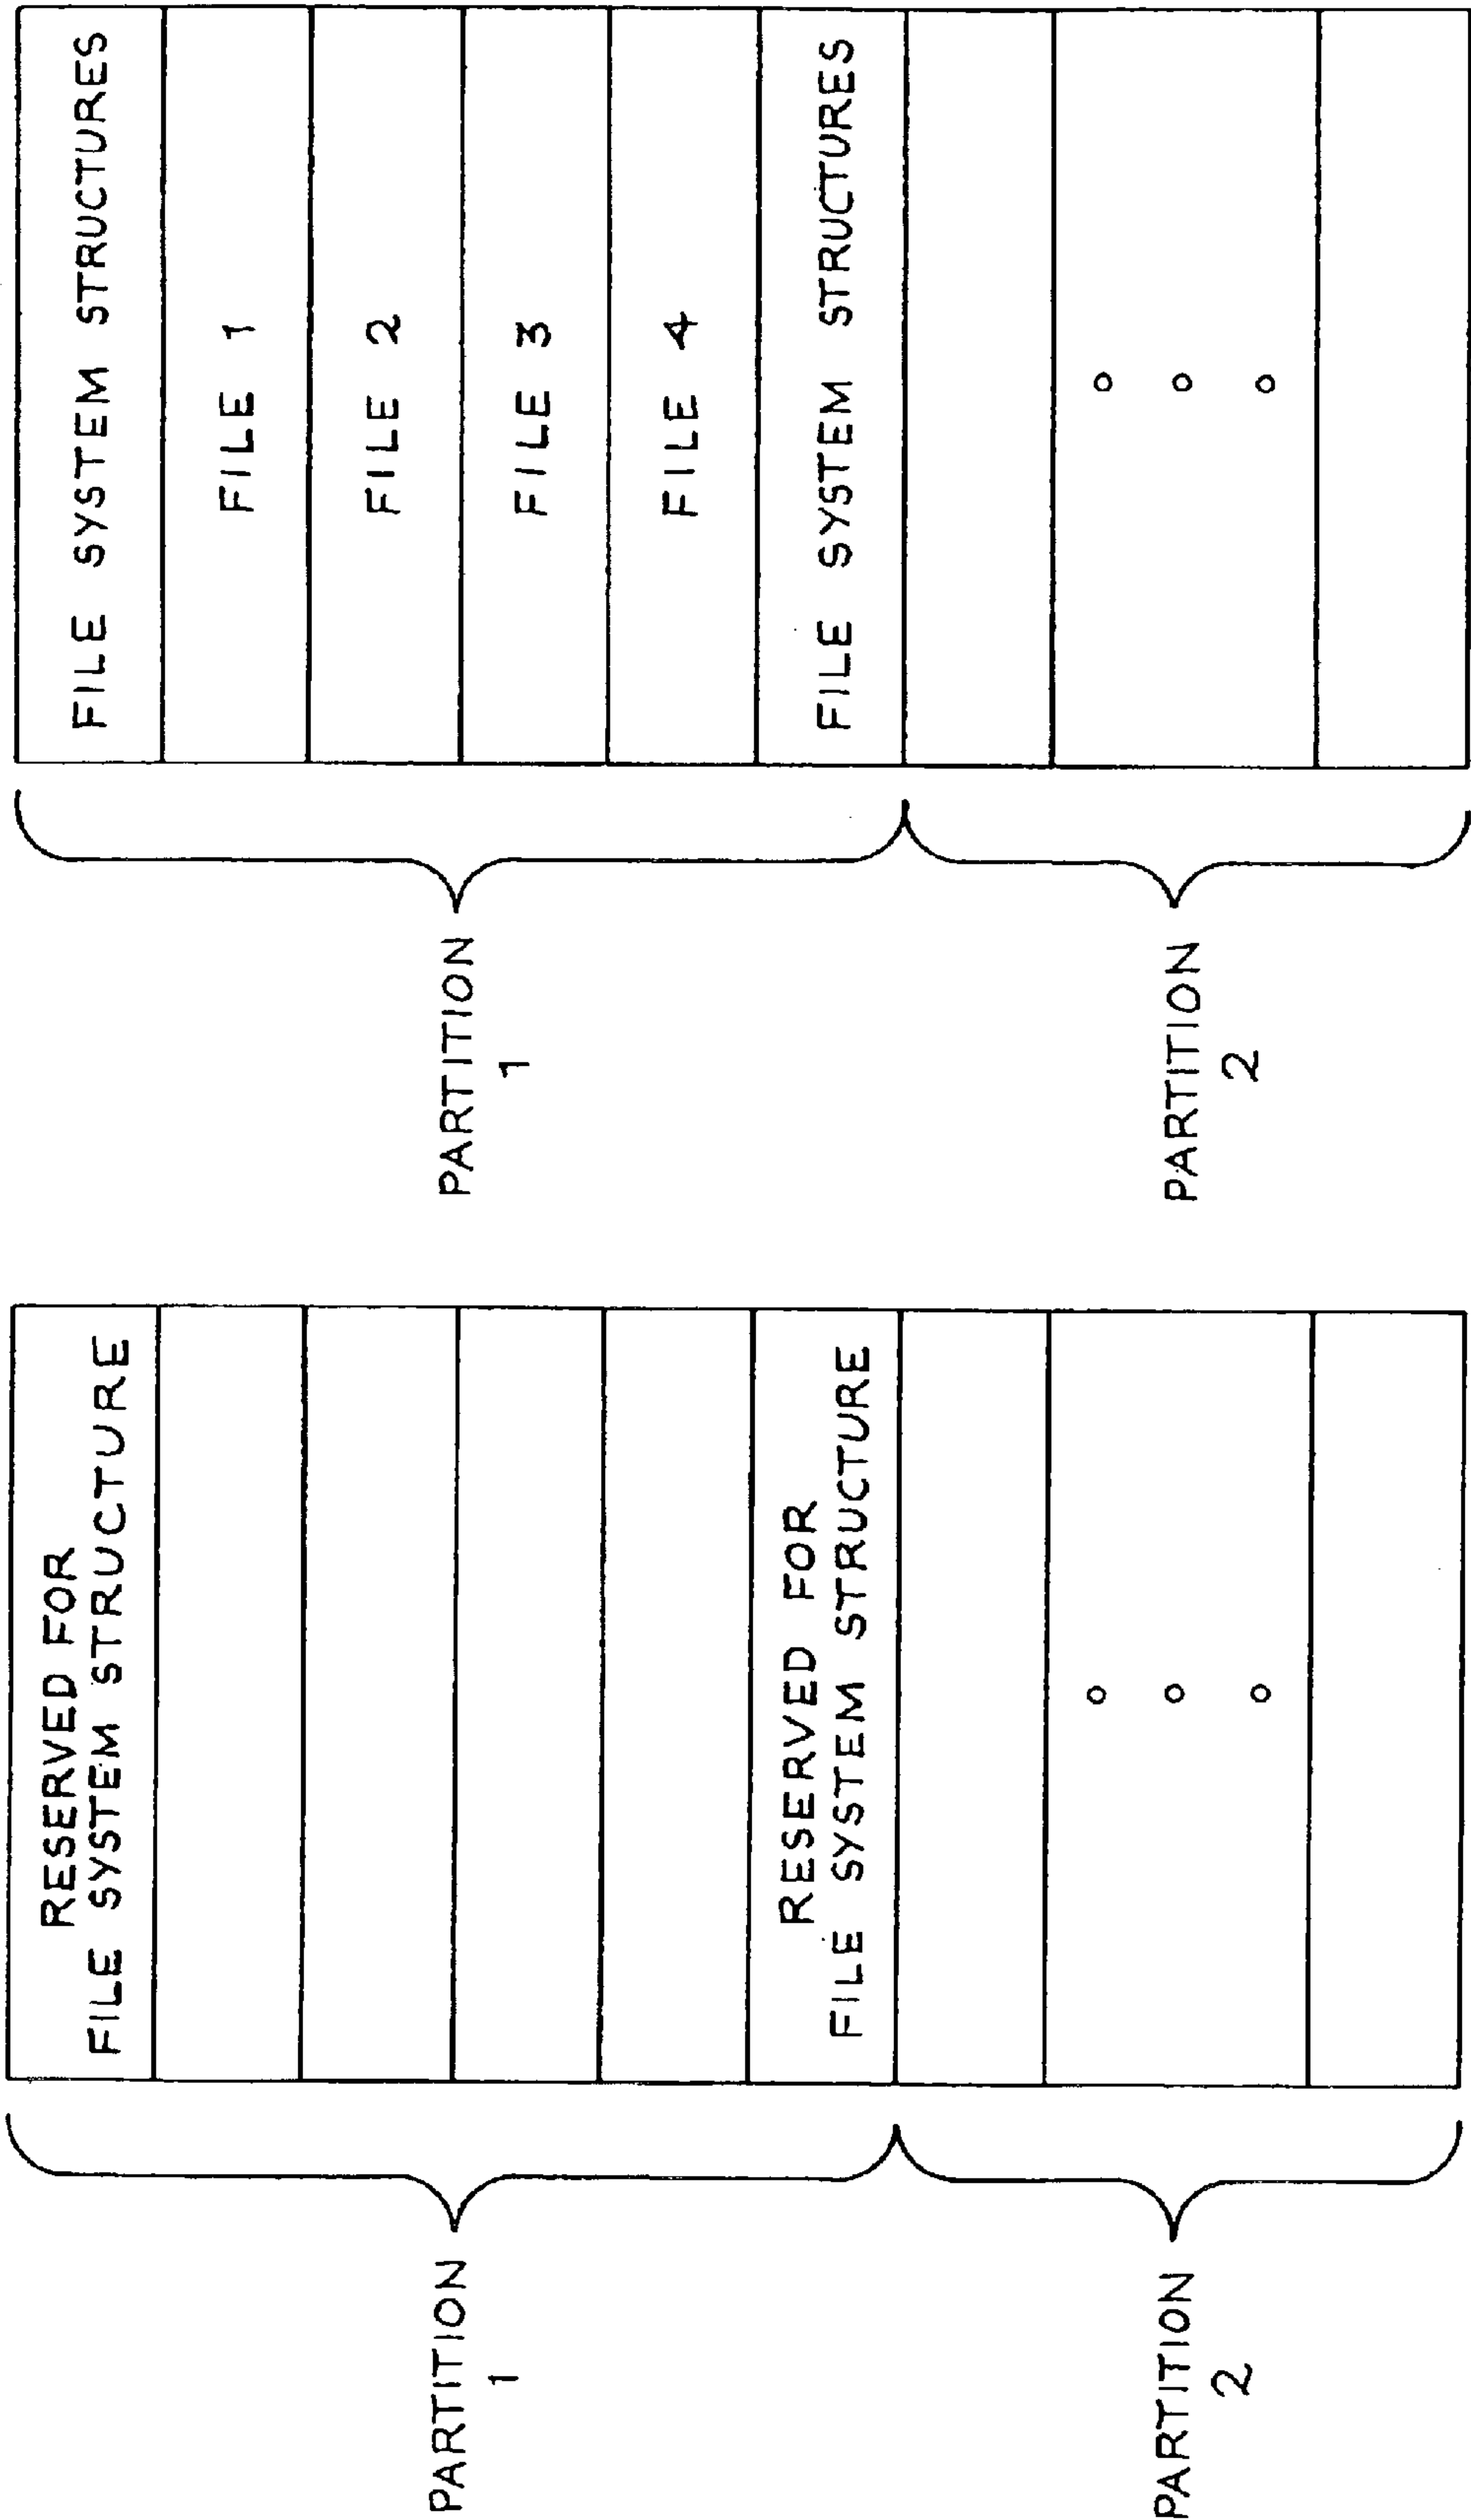 PARTITION
1
RESERVED FOR
FILE SYSTEM STRUCTURE
RESERVED FOR
FILE SYSTEM STRUCTURE
PARTITION
2
PARTITION
1
FILE SYSTEM STRUCTURES
FILE 1
FILE 2
FILE 3
FILE 4
FILE SYSTEM STRUCTURES
PARTITION
2